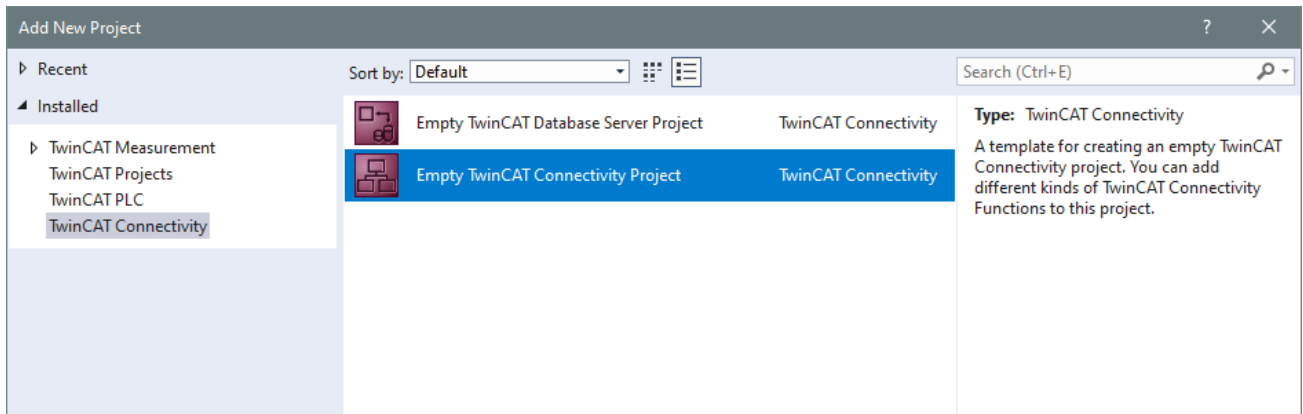 Add New Project
?
Recent
Installed
TwinCAT Measurement
TwinCAT Projects
TwinCAT PLC
TwinCAT Connectivity
Sort by: Default
Empty TwinCAT Database Server Project TwinCAT Connectivity
Empty TwinCAT Connectivity Project TwinCAT Connectivity
Search (Ctrl+E)
Type: TwinCAT Connectivity
A template for creating an empty TwinCAT
Connectivity project. You can add
different kinds of TwinCAT Connectivity
Functions to this project.